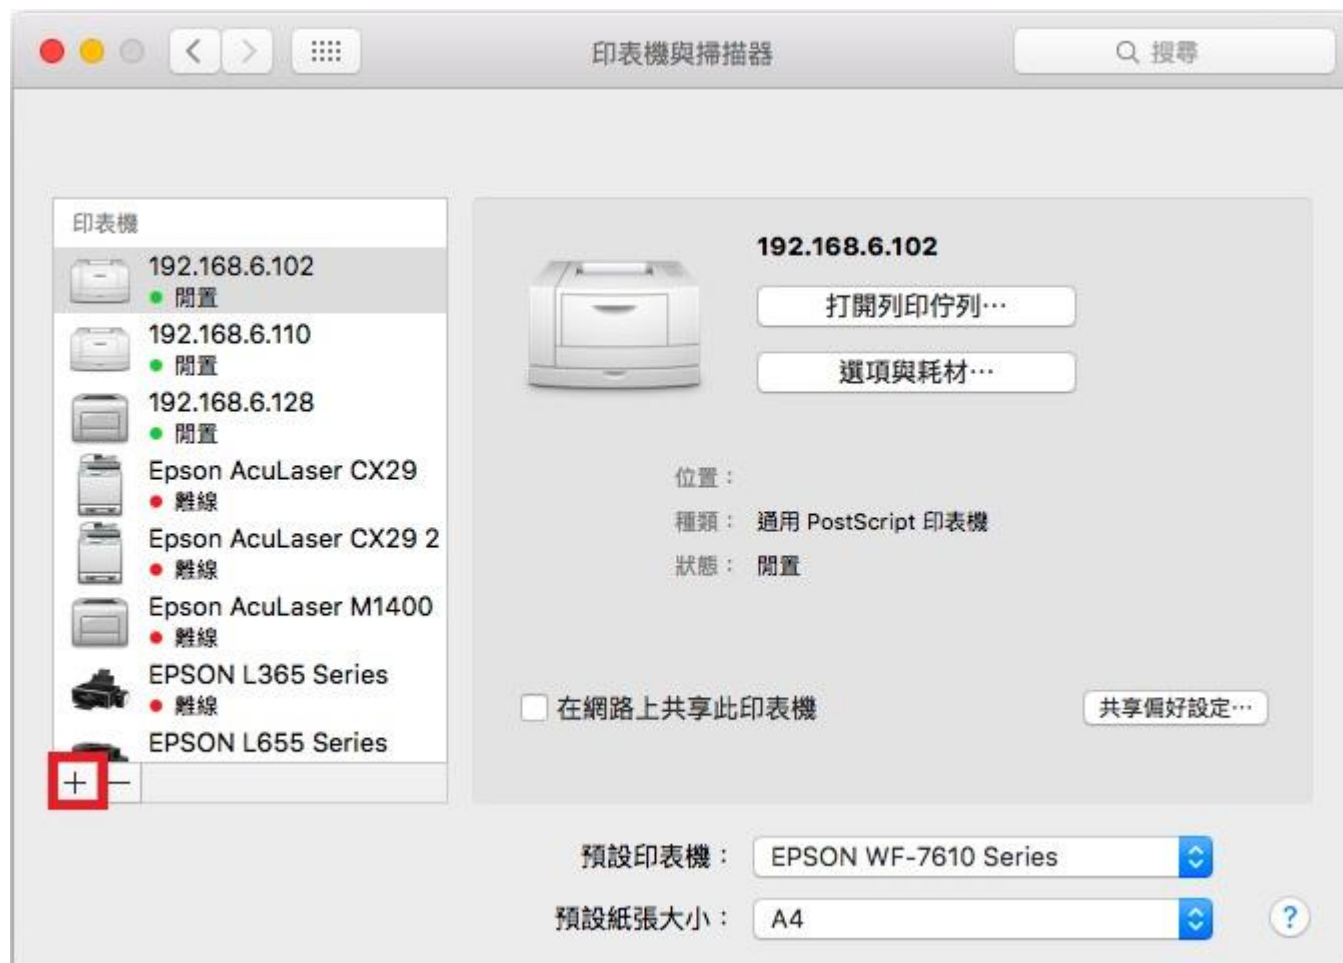 印表機與掃描器
搜尋
印表機
192.168.6.102
閒置
192.168.6.110
閒置
192.168.6.128
閒置
Epson AcuLaser CX29
離線
Epson AcuLaser CX29 2
離線
Epson AcuLaser M1400
離線
EPSON L365 Series
離線
EPSON L655 Series
+ −
192.168.6.102
打開列印佇列…
選項與耗材…
位置：
種類： 通用 PostScript 印表機
狀態： 閒置
在網路上共享此印表機
共享偏好設定…
預設印表機： EPSON WF-7610 Series
預設紙張大小： A4
?